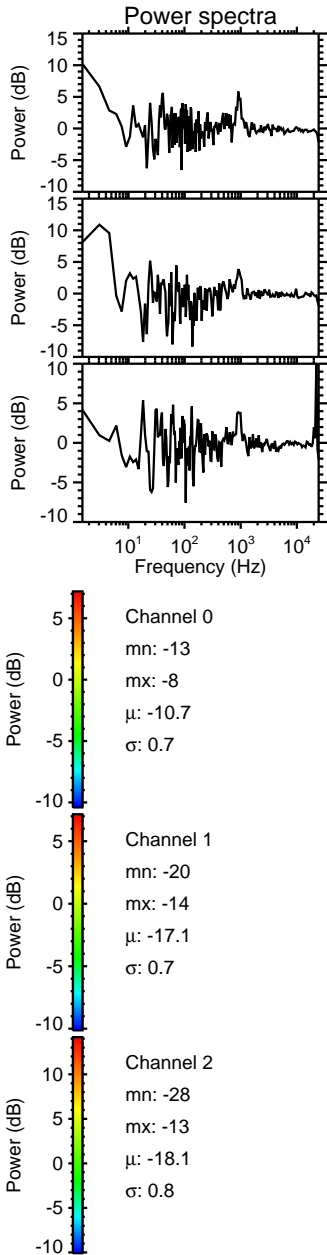 Power spectra
15
10
5
0
-5
-10
Power (dB)
15
10
5
0
-5
-10
Power (dB)
10
5
0
-5
-10
Power (dB)
10¹ 10² 10³ 10⁴
Frequency (Hz)
5
0
-5
-10
Power (dB)
Channel 0
mn: -13
mx: -8
μ: -10.7
σ: 0.7
5
0
-5
-10
Power (dB)
Channel 1
mn: -20
mx: -14
μ: -17.1
σ: 0.7
10
5
0
-5
-10
Power (dB)
Channel 2
mn: -28
mx: -13
μ: -18.1
σ: 0.8